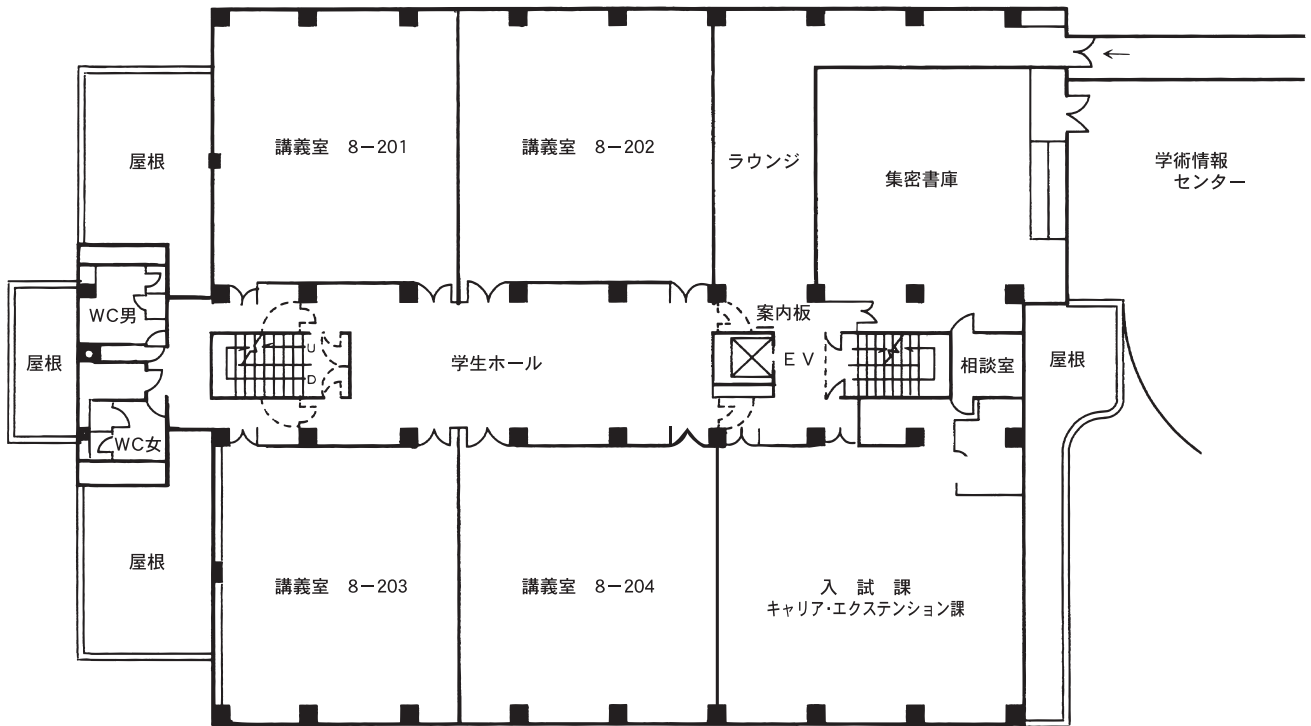 講義室 8-201
講義室 8-202
ラウンジ
集密書庫
学術情報
センター
屋根
WC男
屋根
WC女
屋根
U
D
学生ホール
案内板
EV
相談室
屋根
講義室 8-203
講義室 8-204
入試課
キャリア・エクステンション課